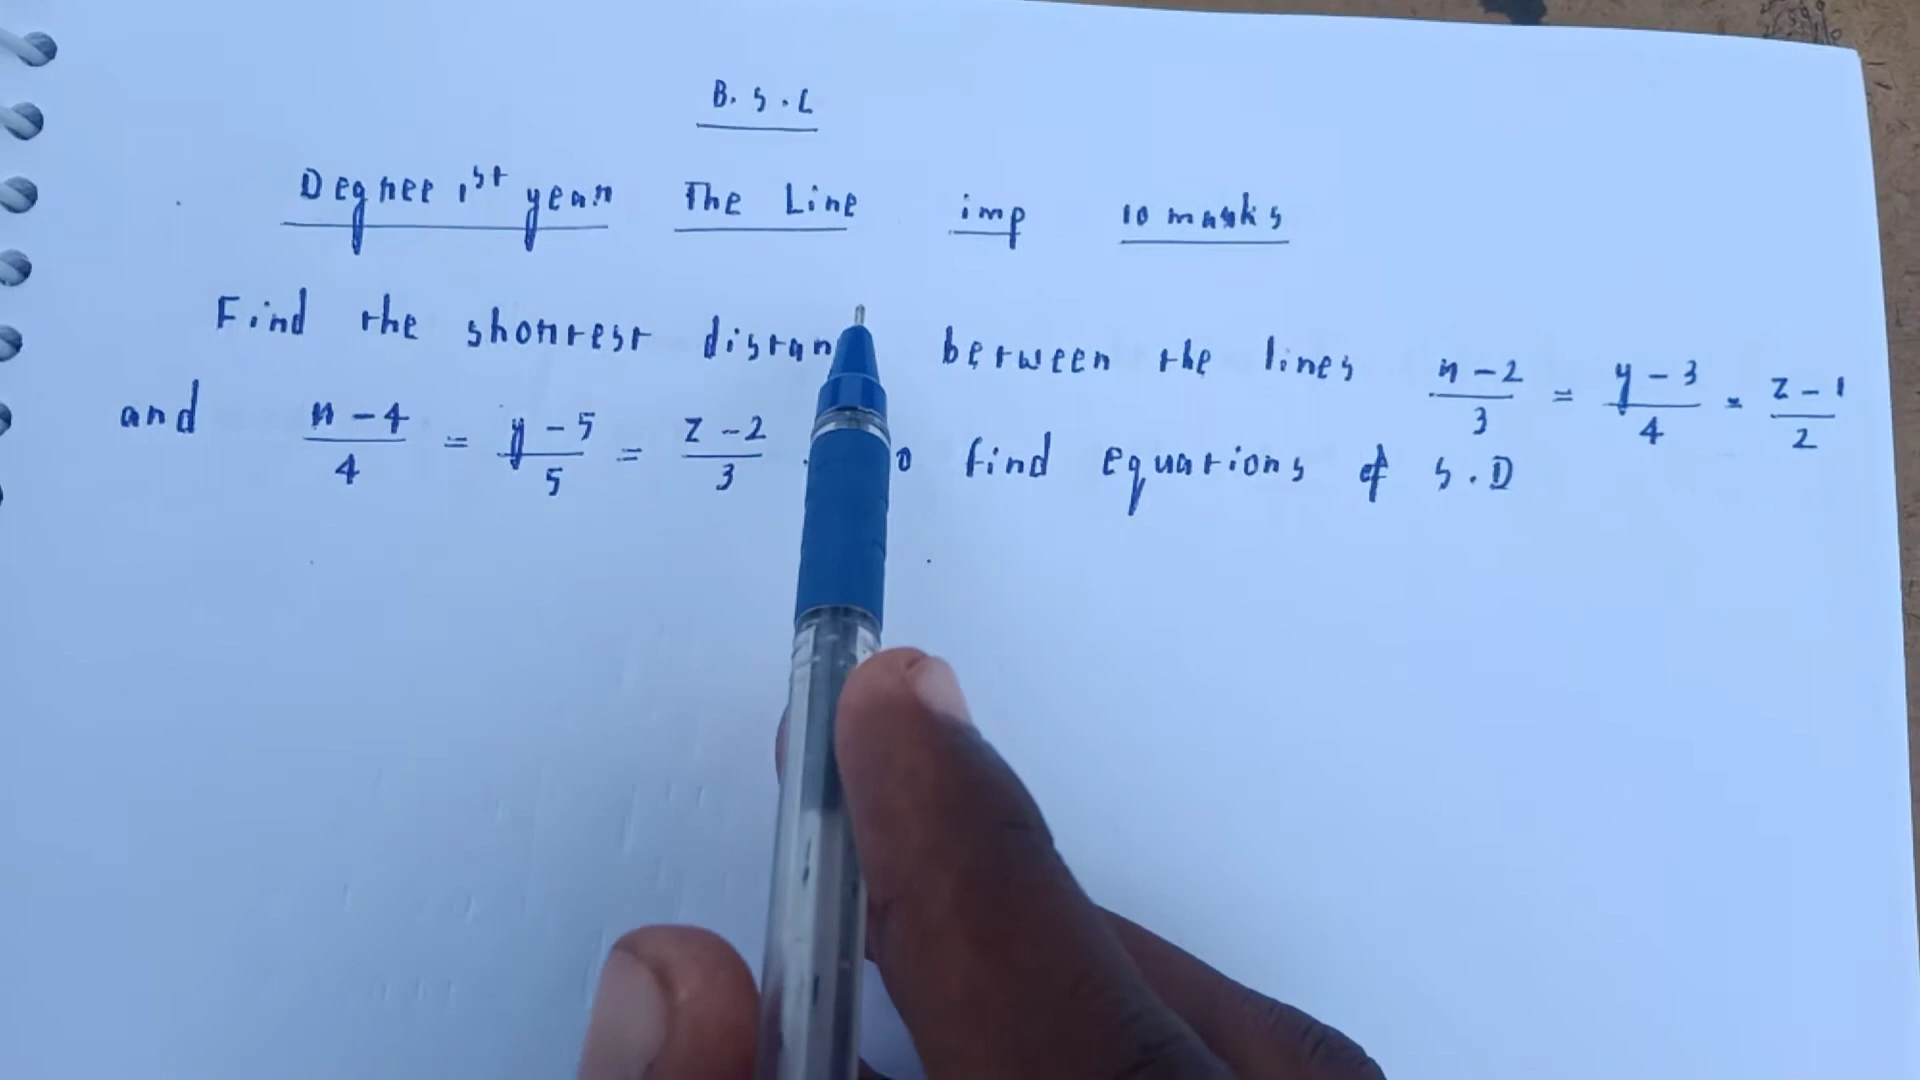 B.S.C
Degree 1st year The Line imp 10 marks
Find the shortest between the lines x-2/3 = y-3/4 = z-1/2
and x-4/4 = y-5/5 = z-2/3 . find equations of S.D